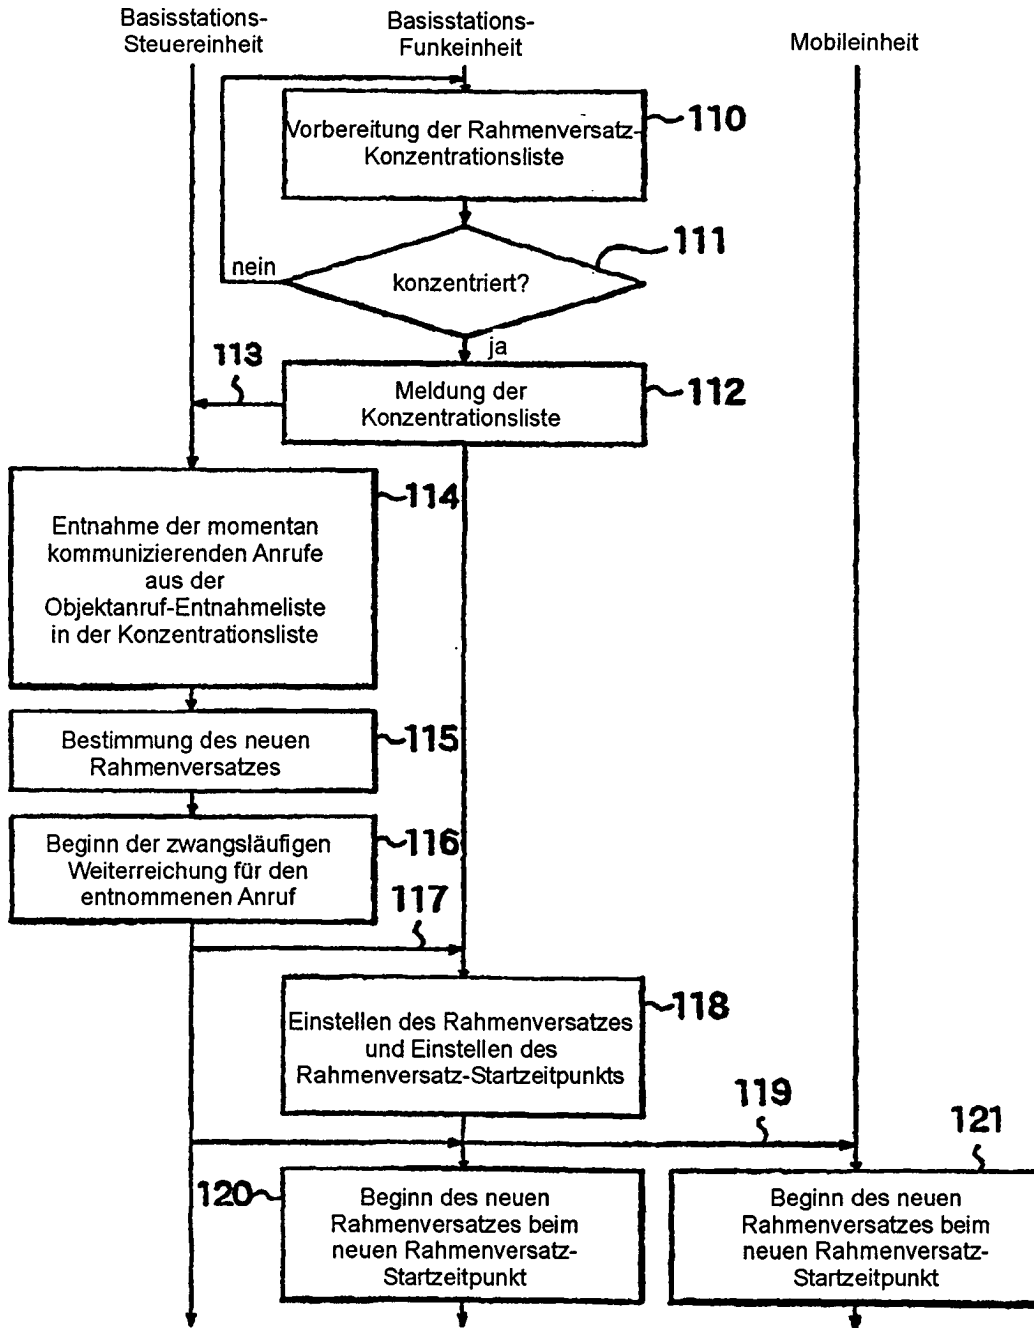 Basisstations-
Steuereinheit
Basisstations-
Funkeinheit
Mobileinheit
Vorbereitung der Rahmenversatz-
Konzentrationsliste
110
konzentriert?
111
nein
ja
Meldung der
Konzentrationsliste
112
113
Entnahme der momentan
kommunizierenden Anrufe
aus der
Objektanruf-Entnahmeliste
in der Konzentrationsliste
114
Bestimmung des neuen
Rahmenversatzes
115
Beginn der zwangsläufigen
Weiterreichung für den
entnommenen Anruf
116
117
Einstellen des Rahmenversatzes
und Einstellen des
Rahmenversatz-Startzeitpunkts
118
119
120
Beginn des neuen
Rahmenversatzes beim
neuen Rahmenversatz-
Startzeitpunkt
121
Beginn des neuen
Rahmenversatzes beim
neuen Rahmenversatz-
Startzeitpunkt